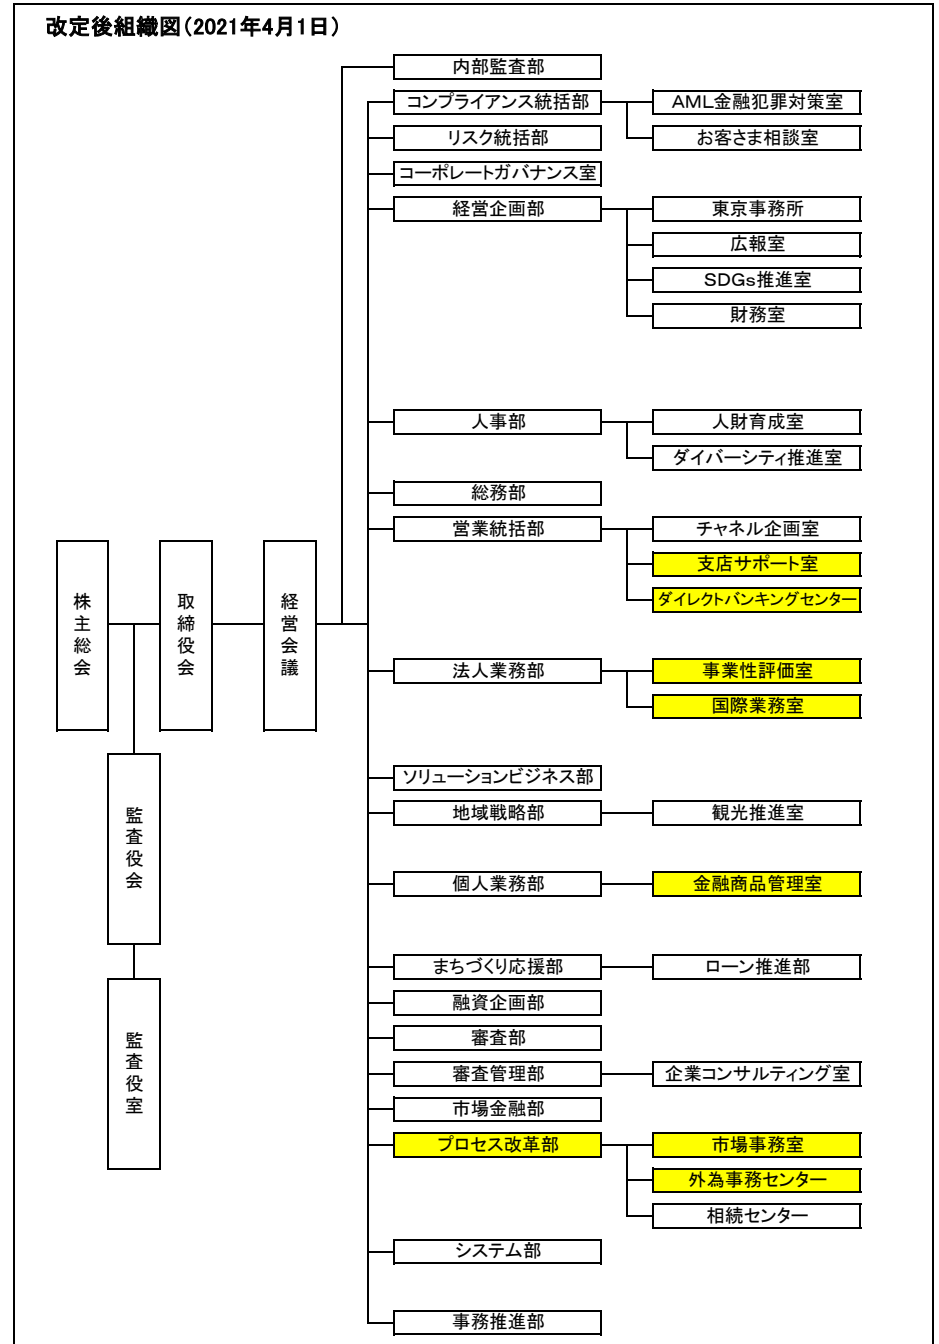 改定後組織図（2021年4月1日）
内部監査部
コンプライアンス統括部
AML金融犯罪対策室
リスク統括部
お客さま相談室
コーポレートガバナンス室
経営企画部
東京事務所
広報室
SDGs推進室
財務室
人事部
人財育成室
ダイバーシティ推進室
総務部
営業統括部
チャネル企画室
支店サポート室
ダイレクトバンキングセンター
株主総会
取締役会
経営会議
法人業務部
事業性評価室
国際業務室
ソリューションビジネス部
地域戦略部
観光推進室
監査役会
個人業務部
金融商品管理室
まちづくり応援部
ローン推進部
融資企画部
審査部
監査役室
審査管理部
企業コンサルティング室
市場金融部
プロセス改革部
市場事務室
外為事務センター
相続センター
システム部
事務推進部